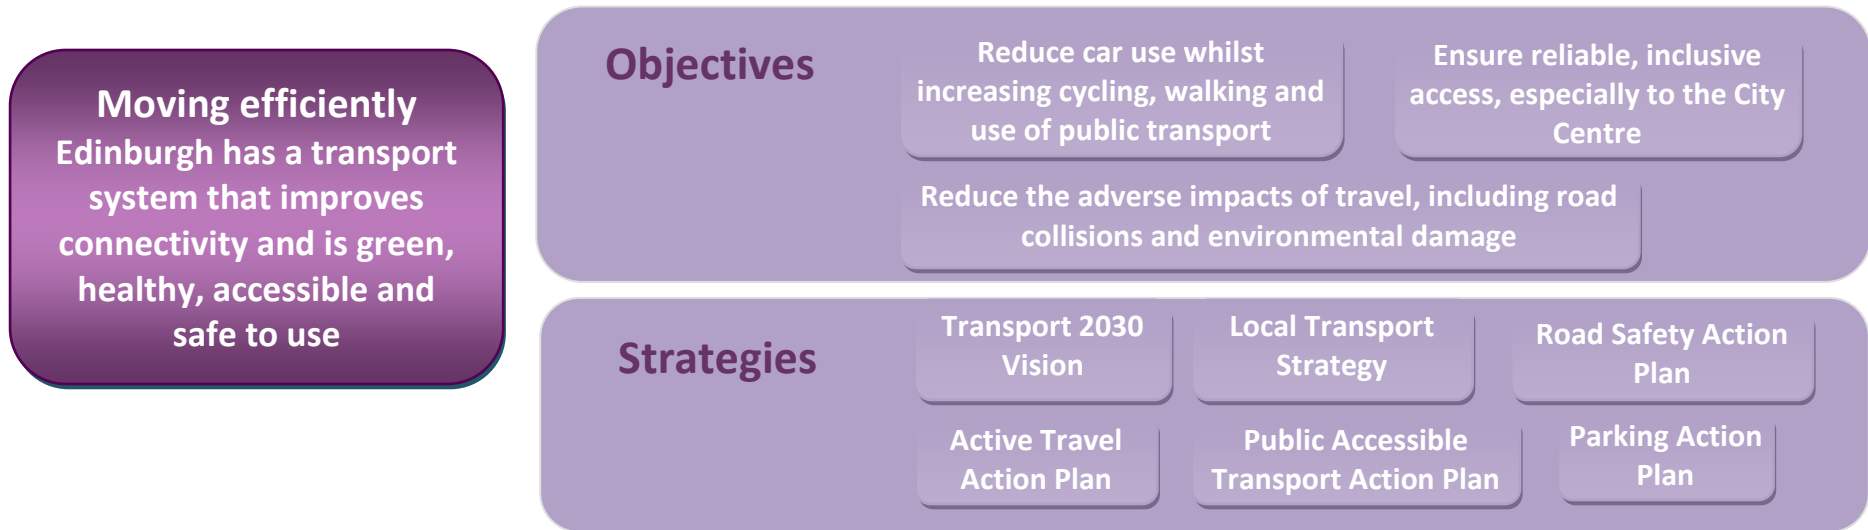 Moving efficiently
Edinburgh has a transport
system that improves
connectivity and is green,
healthy, accessible and
safe to use
Objectives
Reduce car use whilst
increasing cycling, walking and
use of public transport
Ensure reliable, inclusive
access, especially to the City
Centre
Reduce the adverse impacts of travel, including road
collisions and environmental damage
Strategies
Transport 2030
Vision
Local Transport
Strategy
Road Safety Action
Plan
Active Travel
Action Plan
Public Accessible
Transport Action Plan
Parking Action
Plan